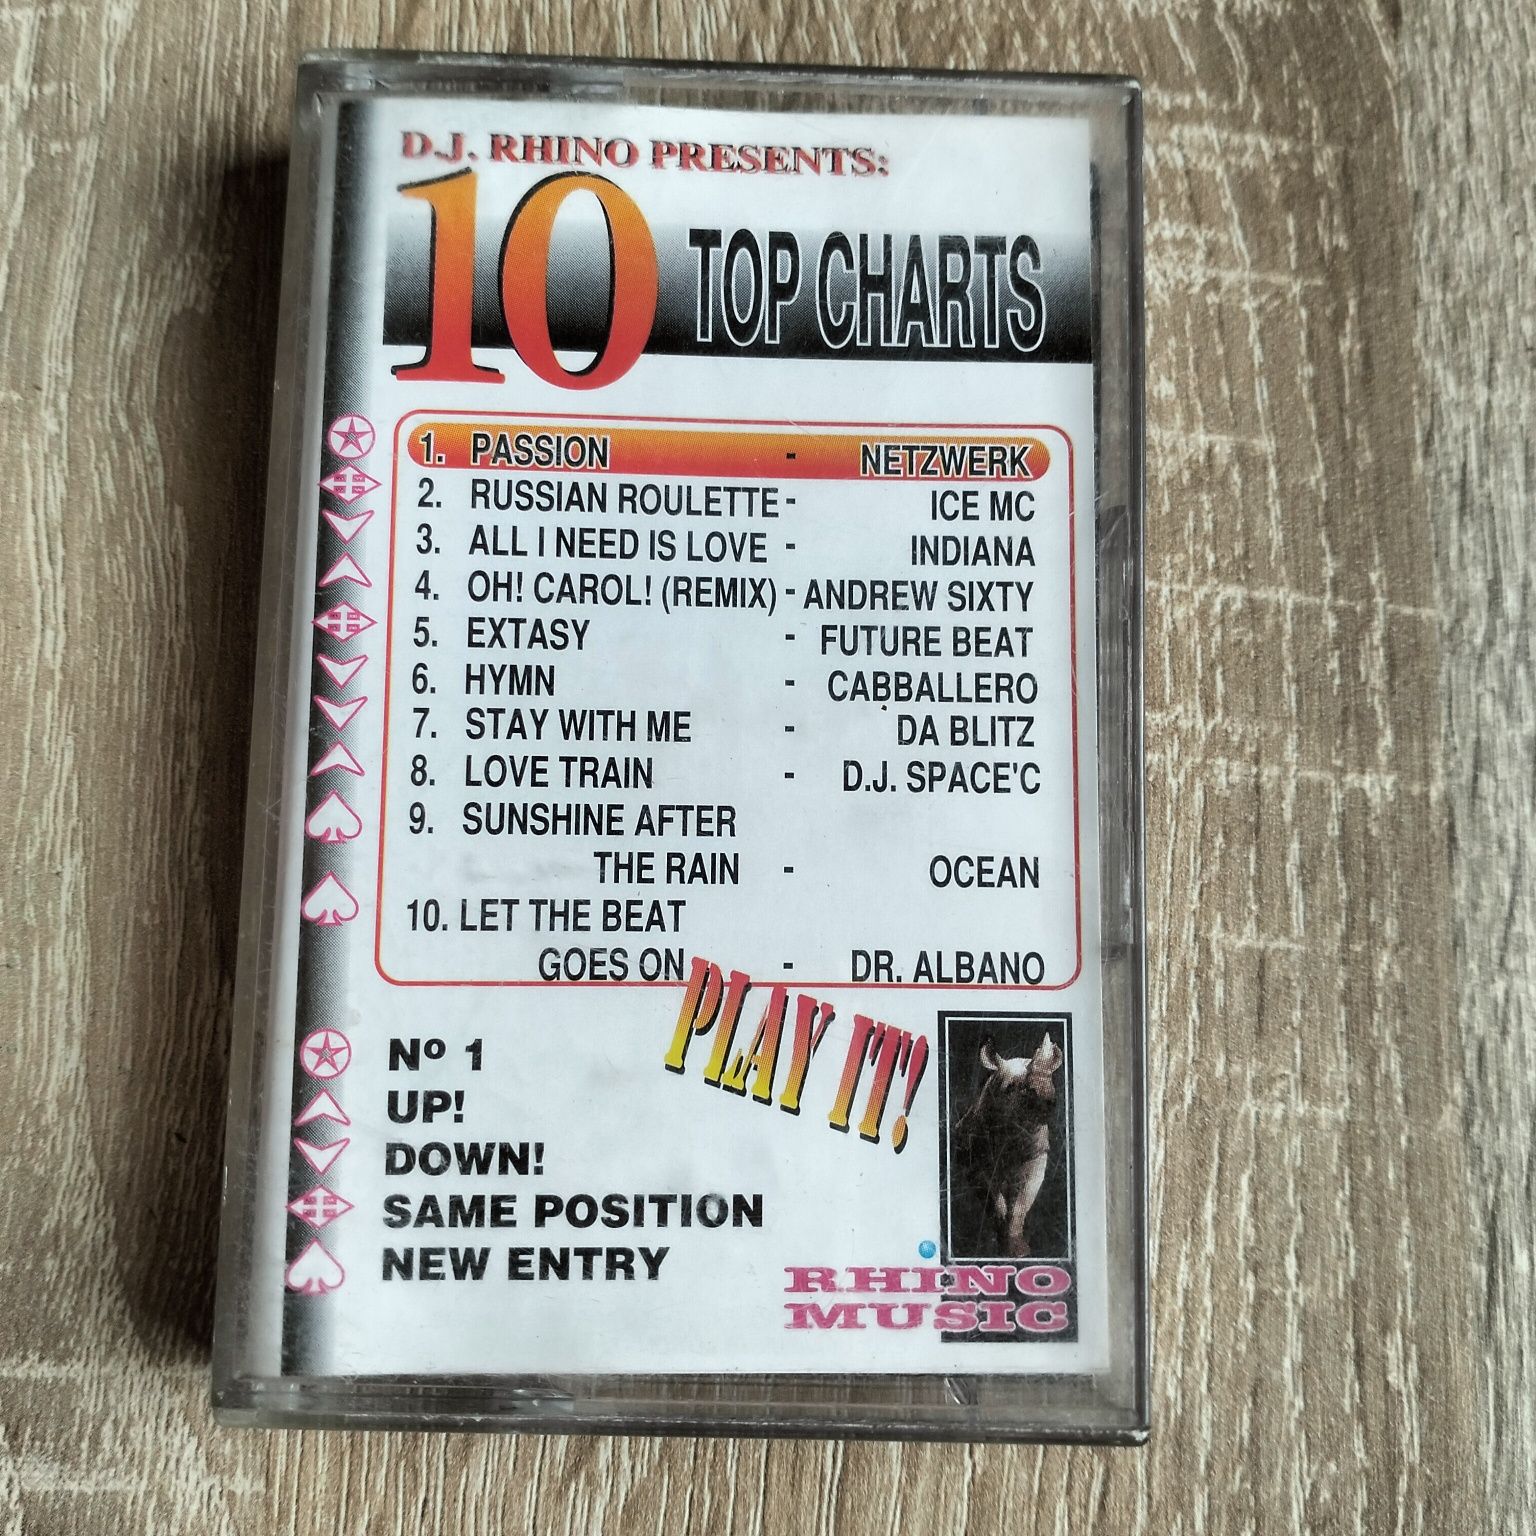 D.J. RHINO PRESENTS:
10 TOP CHARTS
1. PASSION - NETZWERK
2. RUSSIAN ROULETTE - ICE MC
3. ALL I NEED IS LOVE - INDIANA
4. OH! CAROL! (REMIX) - ANDREW SIXTY
5. EXTASY - FUTURE BEAT
6. HYMN - CABBALLERO
7. STAY WITH ME - DA BLITZ
8. LOVE TRAIN - D.J. SPACE'C
9. SUNSHINE AFTER
THE RAIN - OCEAN
10. LET THE BEAT
GOES ON - DR. ALBANO
PLAY IT!
Nº 1
UP!
DOWN!
SAME POSITION
NEW ENTRY
RHINO
MUSIC